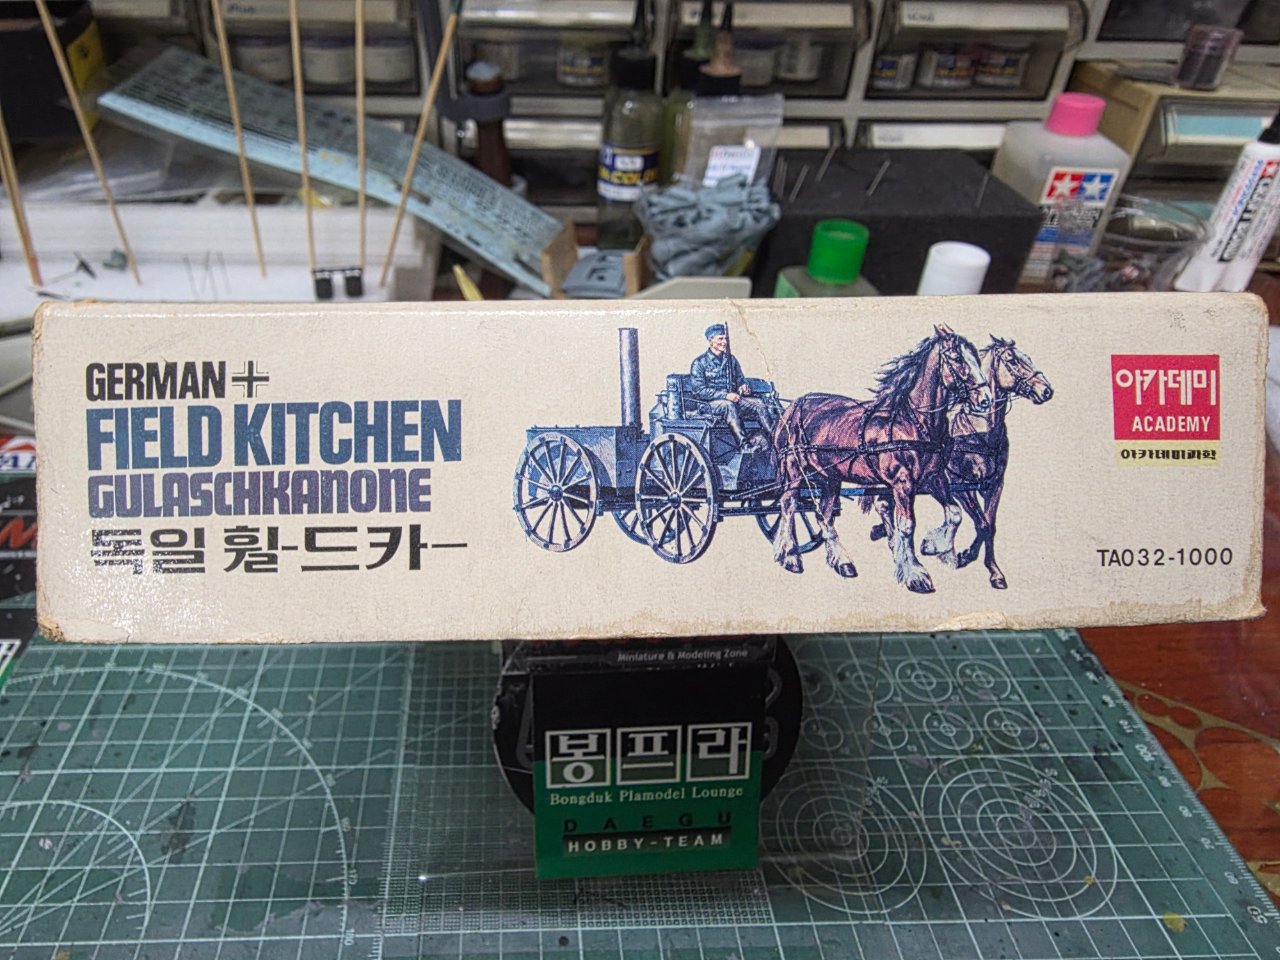 GERMAN
FIELD KITCHEN
GULASCHKANONE
독일 휠-드카-
아카데미
ACADEMY
아카데미과학
TA032-1000
Miniature & Modeling Zone
봉프라
Bongduk Plamodel Lounge
DAEGU
HOBBY-TEAM